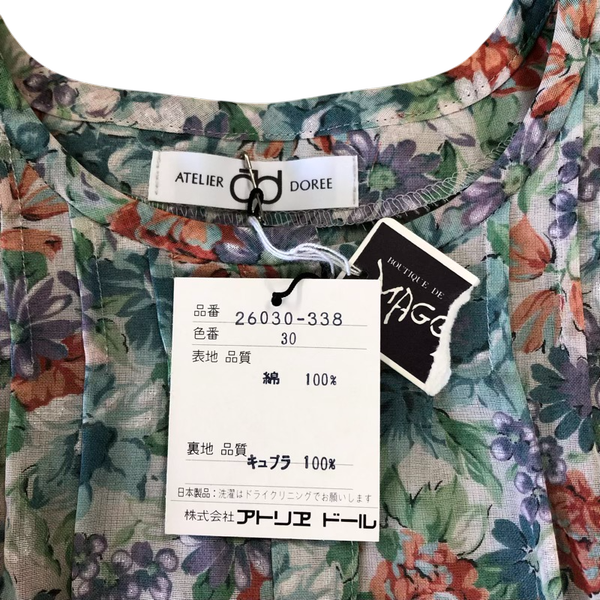 ATELIER DOREE
BOUTIQUE DE
品番 26030-338
色番 30
表地 品質
綿 100%
裏地 品質
キュプラ 100%
日本製品:洗濯はドライクリニングでお願いします
株式会社 アトリヱ ドール